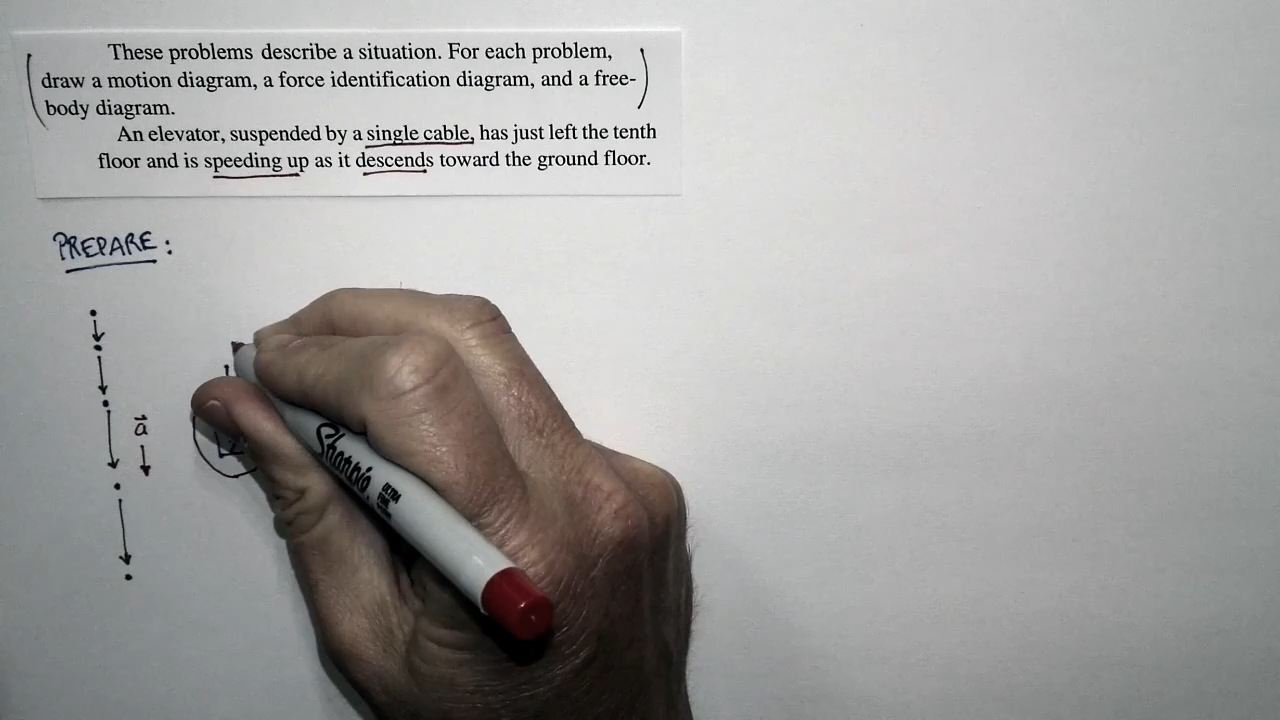 These problems describe a situation. For each problem,
draw a motion diagram, a force identification diagram, and a free-
body diagram.
An elevator, suspended by a single cable, has just left the tenth
floor and is speeding up as it descends toward the ground floor.
PREPARE:
a
Sharpie
ULTRA
FINE